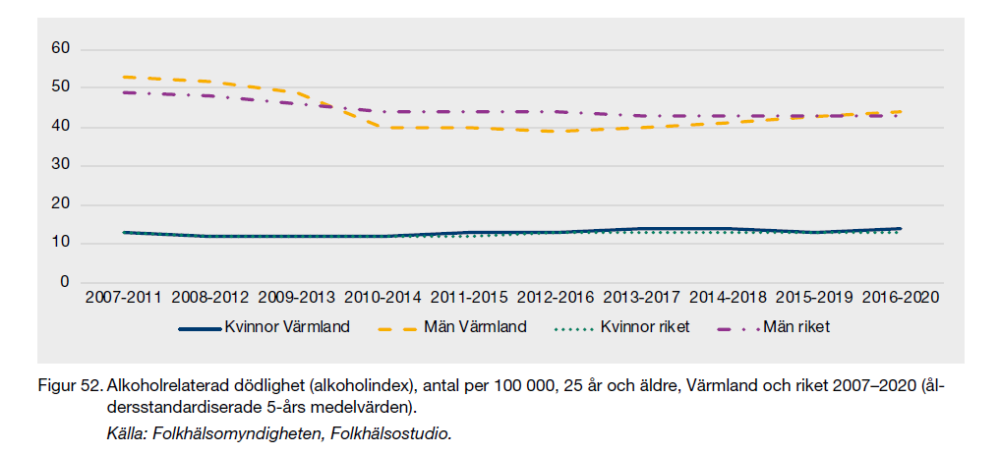 60
50
40
30
20
10
0
2007-2011 2008-2012 2009-2013 2010-2014 2011-2015 2012-2016 2013-2017 2014-2018 2015-2019 2016-2020
Kvinnor Värmland Män Värmland Kvinnor riket Män riket
Figur 52. Alkoholrelaterad dödlighet (alkoholindex), antal per 100 000, 25 år och äldre, Värmland och riket 2007–2020 (ål-
dersstandardiserade 5-års medelvärden).
Källa: Folkhälsomyndigheten, Folkhälsostudio.